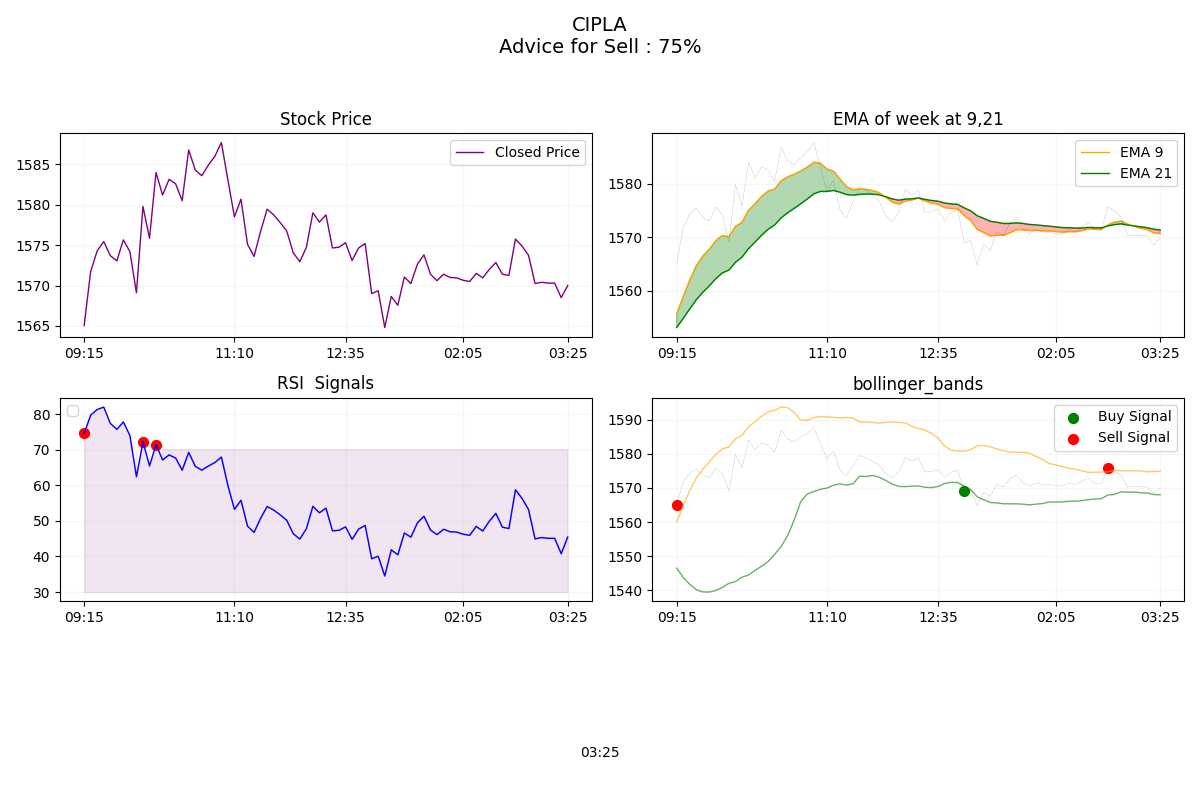 CIPLA
Advice for Sell : 75%
Stock Price
Closed Price
1585
1580
1575
1570
1565
09:15 11:10 12:35 02:05 03:25
EMA of week at 9,21
EMA 9
EMA 21
1580
1570
1560
09:15 11:10 12:35 02:05 03:25
RSI  Signals
80
70
60
50
40
30
09:15 11:10 12:35 02:05 03:25
bollinger_bands
Buy Signal
Sell Signal
1590
1580
1570
1560
1550
1540
09:15 11:10 12:35 02:05 03:25
03:25